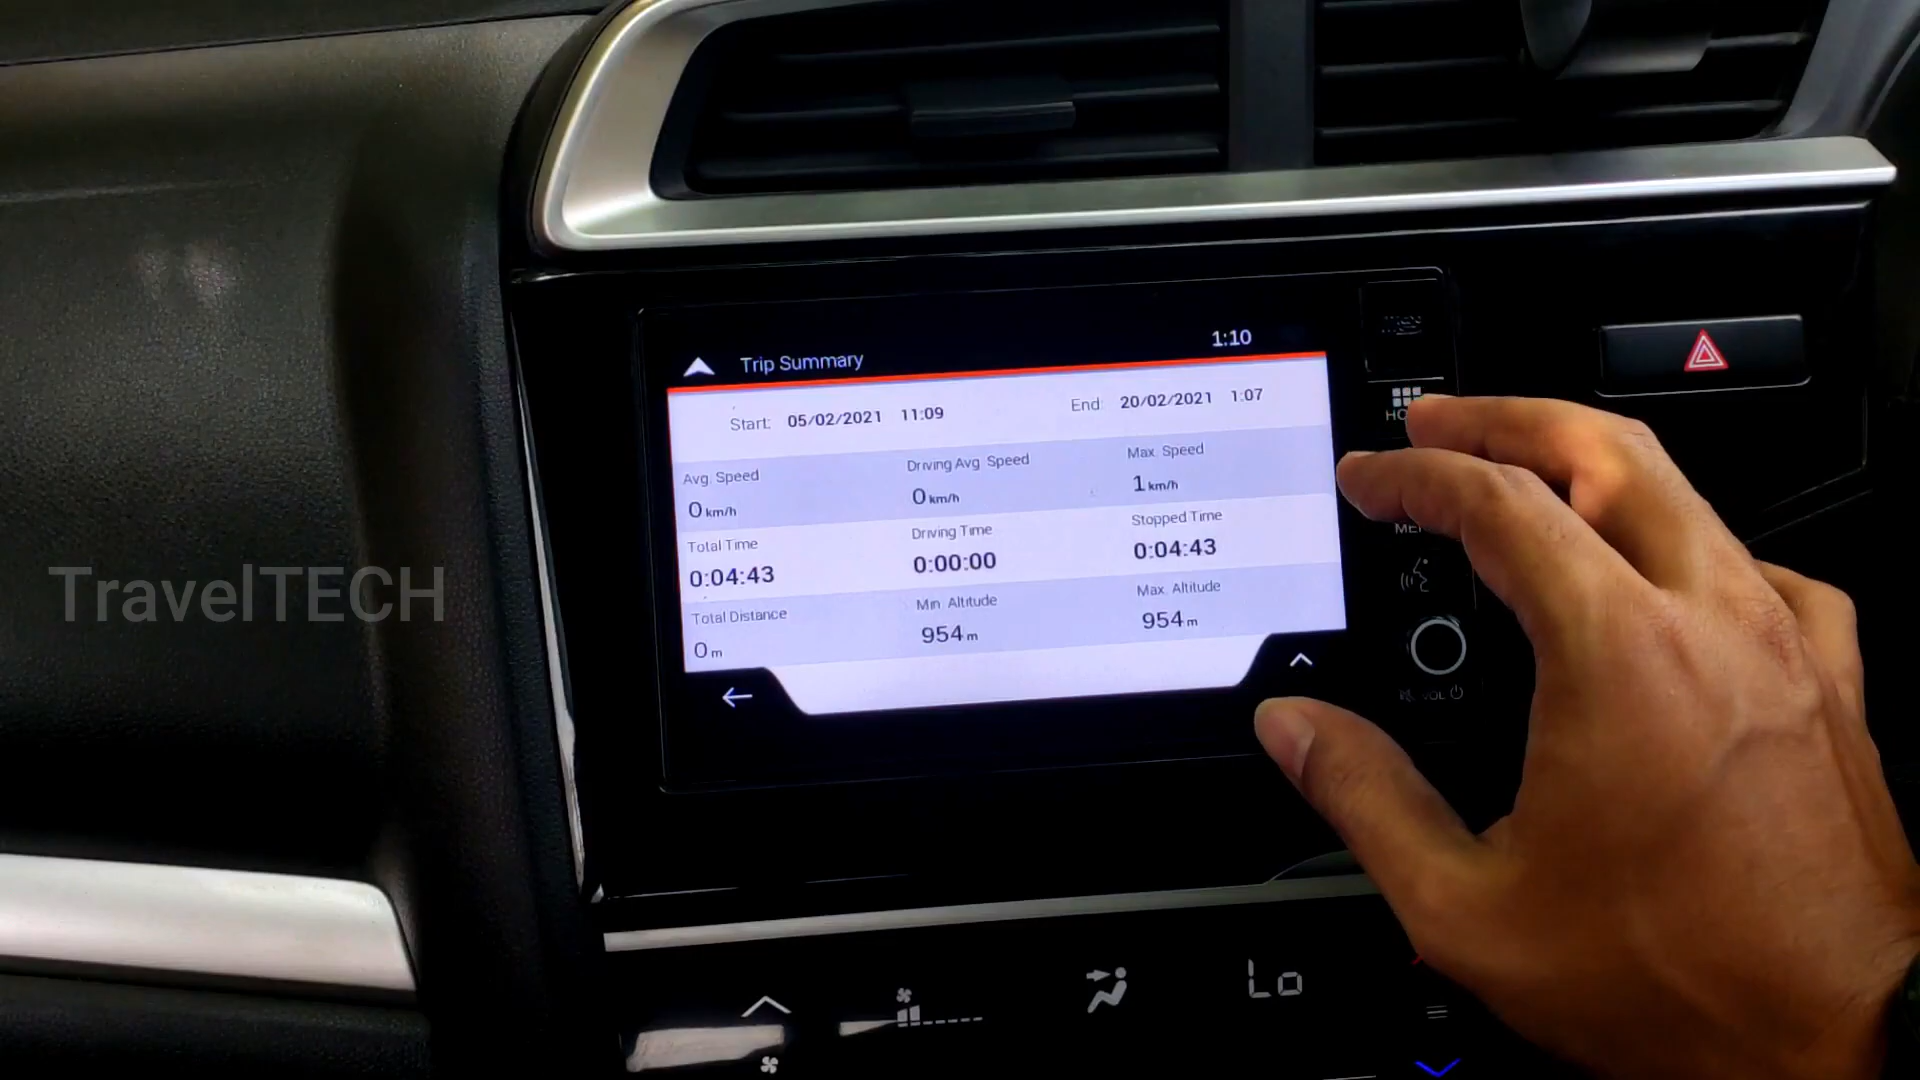 1:10
Trip Summary
Start: 05/02/2021 11:09 End: 20/02/2021 1:07
Avg. Speed Driving Avg. Speed Max. Speed
0 km/h 0 km/h 1 km/h
Total Time Driving Time Stopped Time
0:04:43 0:00:00 0:04:43
Total Distance Min. Altitude Max. Altitude
0 m 954 m 954 m
VOL
TravelTECH
Lo